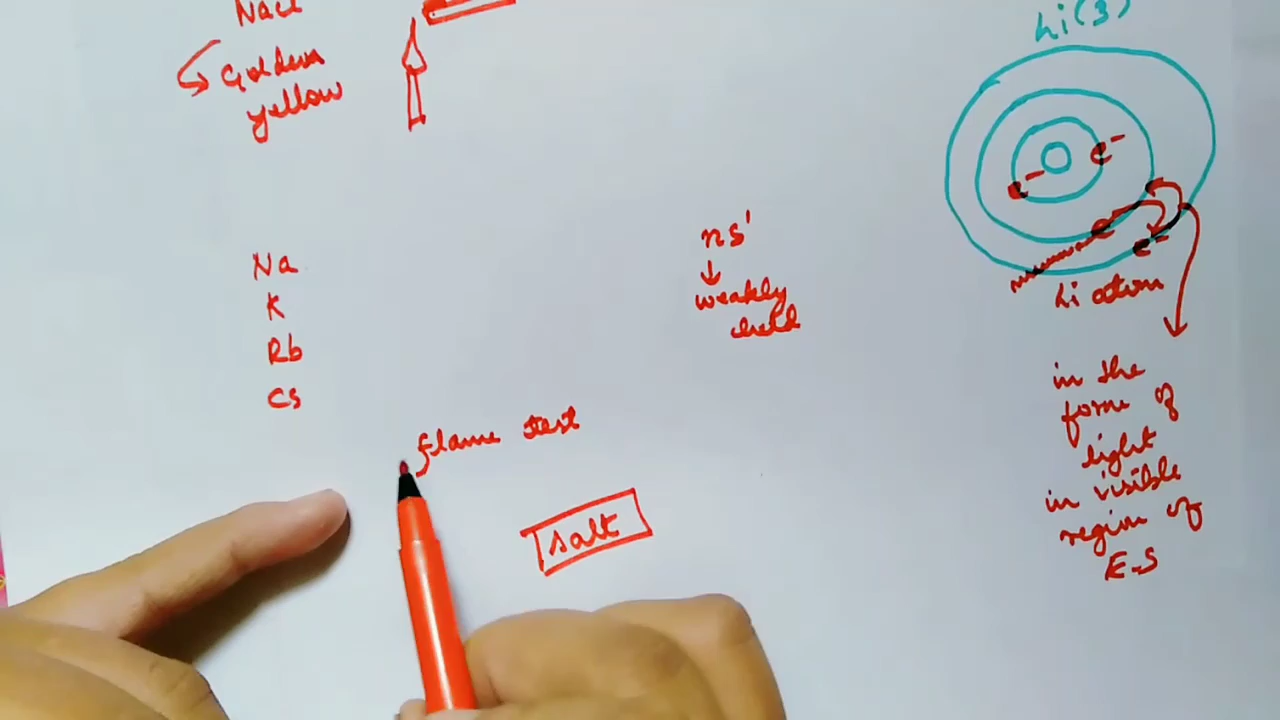 NaCl
Golden
yellow
Li(3)
e⁻
e⁻
e⁻
e⁻
Li atom
Na
K
Rb
Cs
ns¹
weakly
held
in the
form of
light
in visible
region of
E.S
flame test
salt